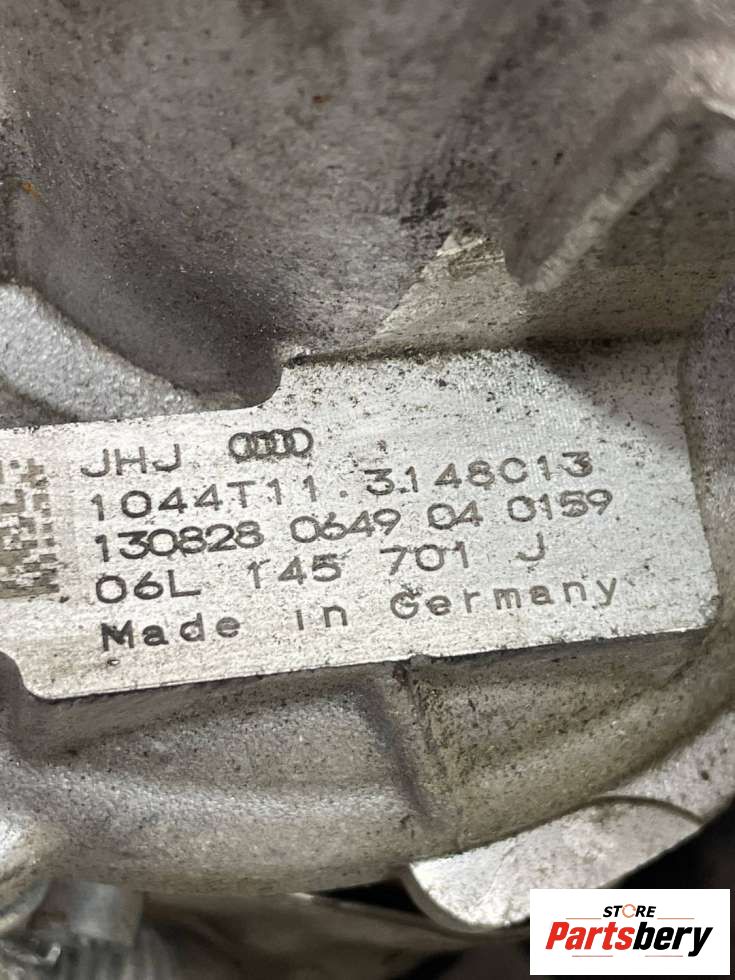 JHJ
1044T11.3148C13
130828 0649 04 0159
06L 145 701 J
Made in Germany
STORE
Partsbery